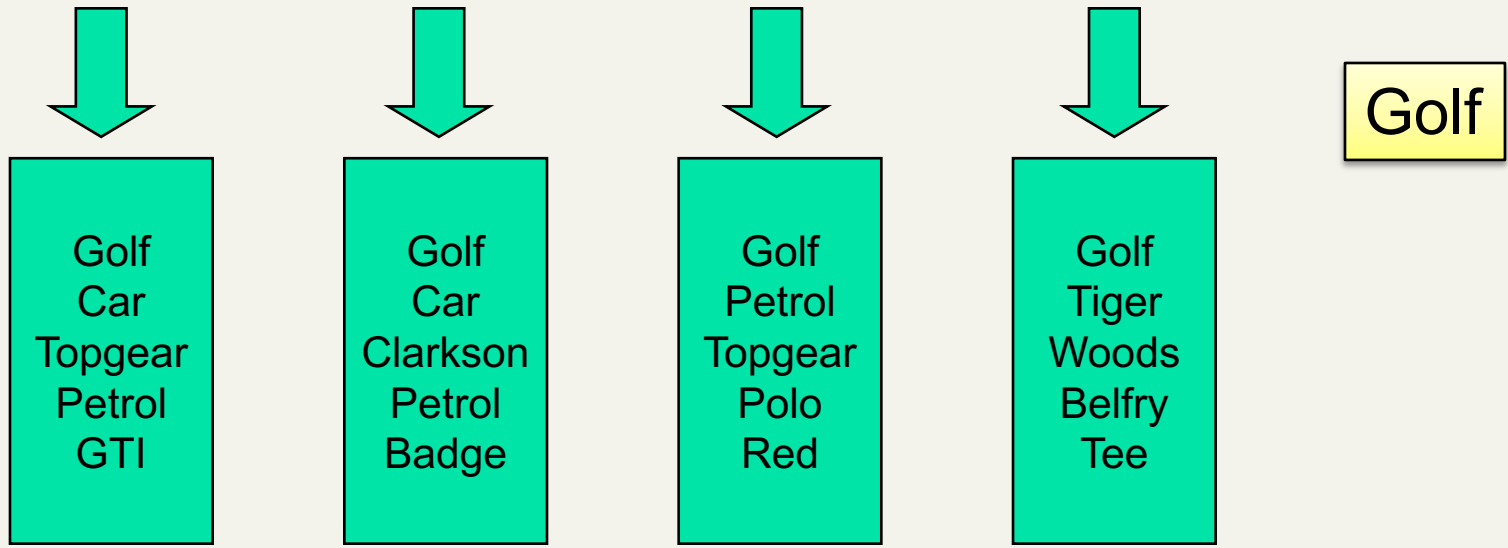 Golf
Golf
Car
Topgear
Petrol
GTI
Golf
Car
Clarkson
Petrol
Badge
Golf
Petrol
Topgear
Polo
Red
Golf
Tiger
Woods
Belfry
Tee